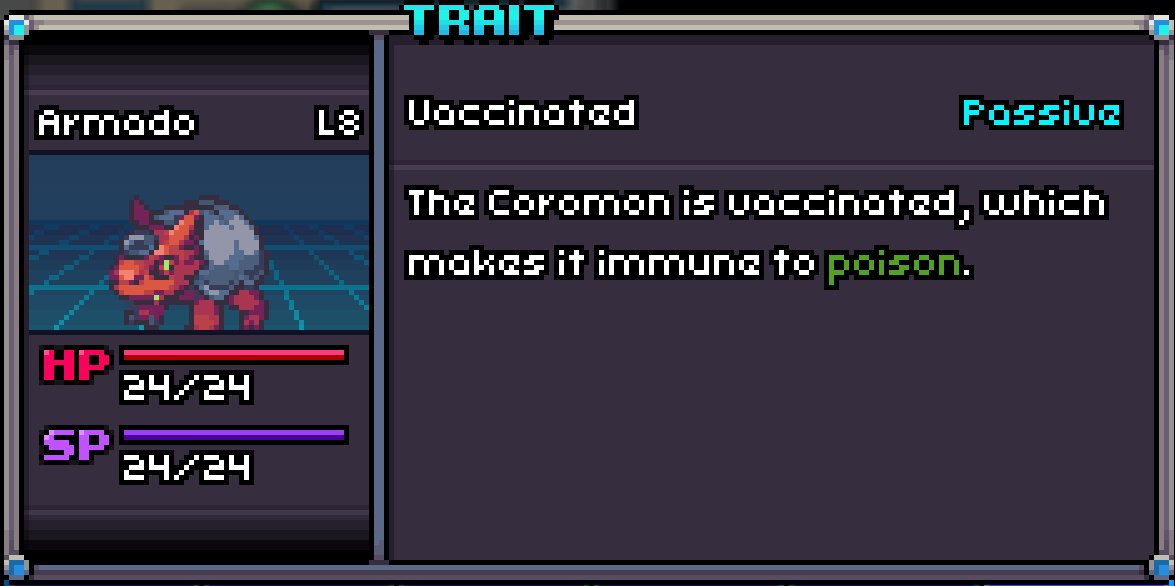 TRAIT
Armado L8
Vaccinated Passive
The Coromon is vaccinated, which
makes it immune to poison.
HP
24/24
SP
24/24